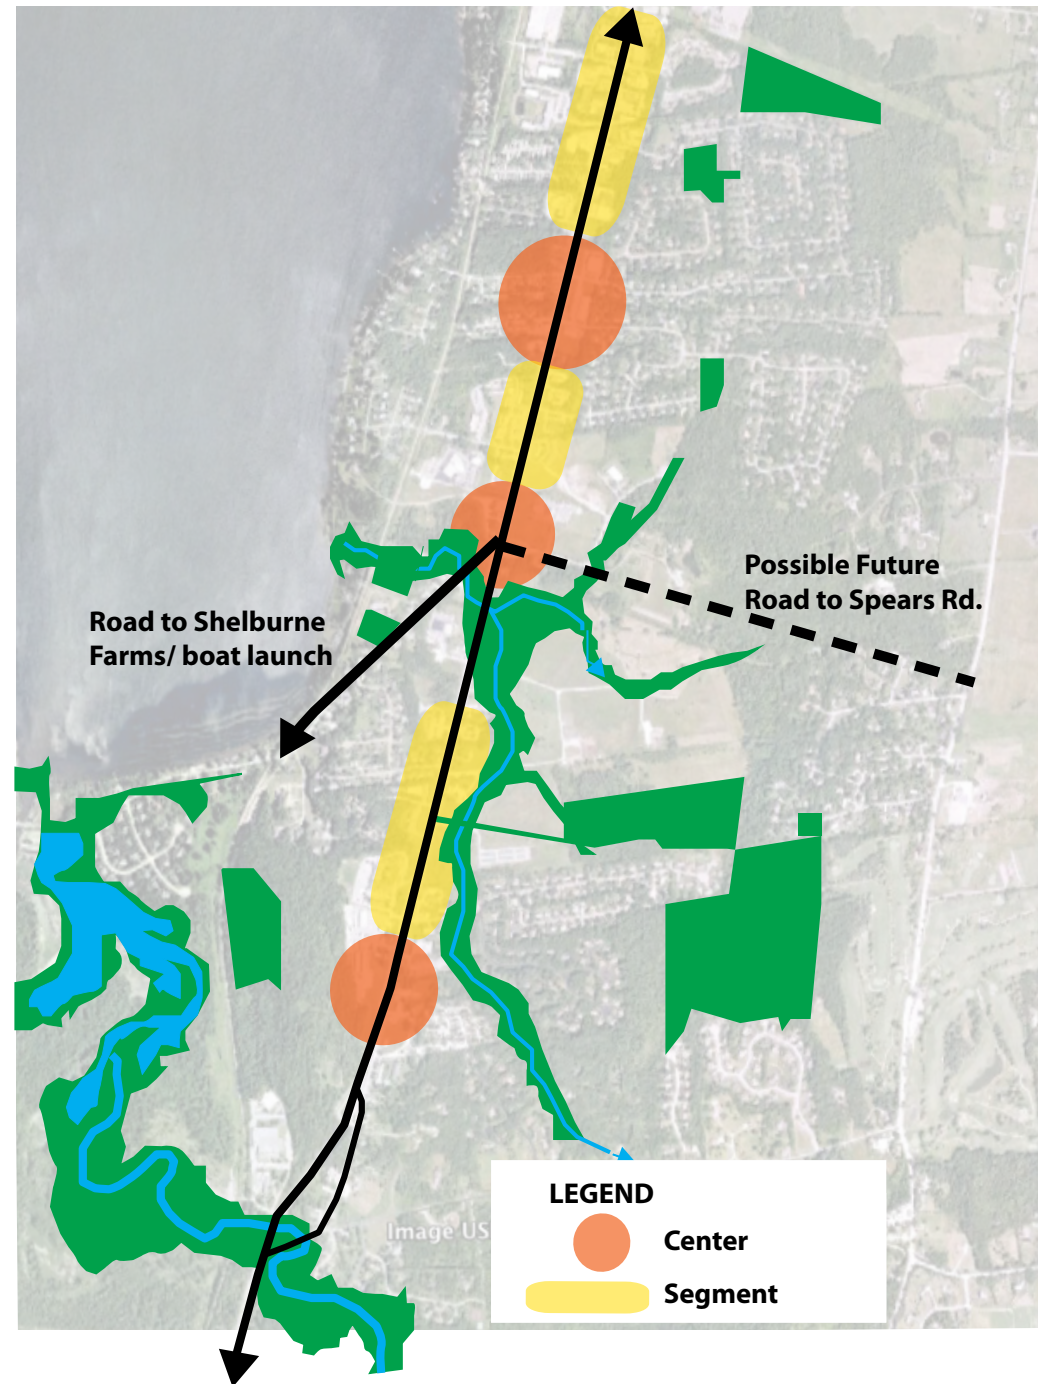 Possible Future
Road to Spears Rd.
Road to Shelburne
Farms/ boat launch
LEGEND
Image US
Center
Segment